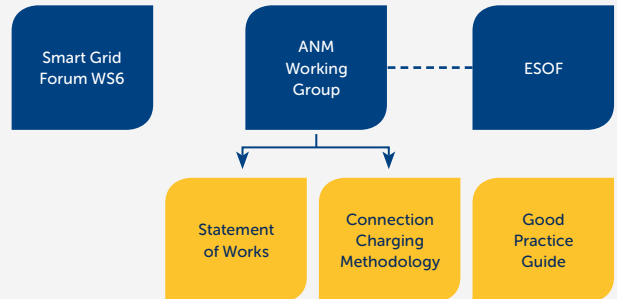 Smart Grid
Forum WS6
ANM
Working
Group
ESOF
Statement
of Works
Connection
Charging
Methodology
Good
Practice
Guide